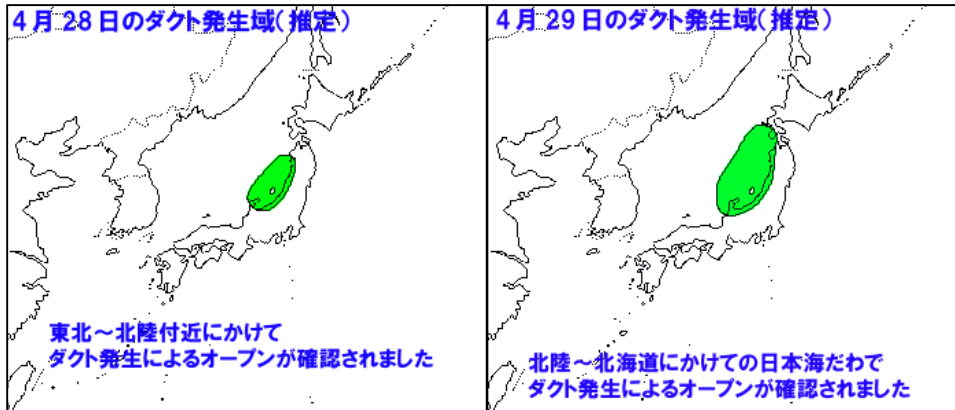 4月28日のダクト発生域(推定)
東北～北陸付近にかけて
ダクト発生によるオープンが確認されました
4月29日のダクト発生域(推定)
北陸～北海道にかけての日本海だわで
ダクト発生によるオープンが確認されました